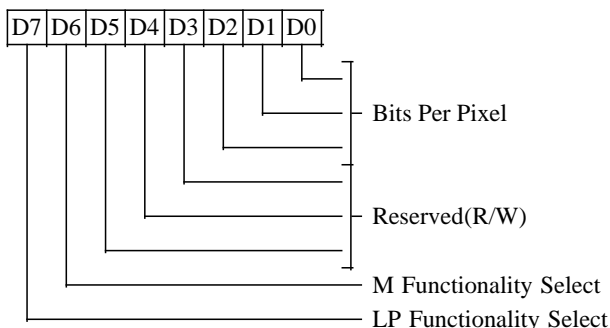 D7 D6 D5 D4 D3 D2 D1 D0
Bits Per Pixel
Reserved(R/W)
M Functionality Select
LP Functionality Select